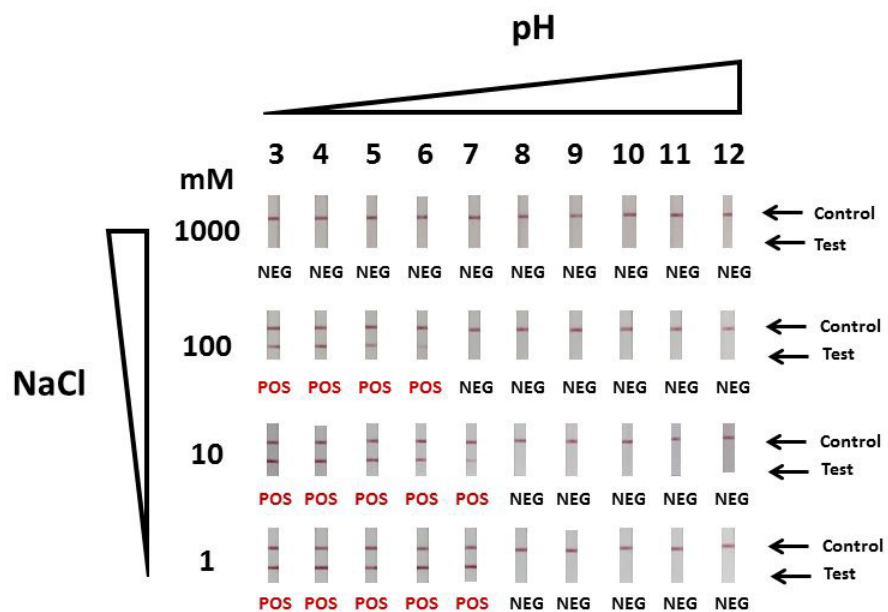 pH
3 4 5 6 7 8 9 10 11 12
mM
1000
Control
Test
NEG NEG NEG NEG NEG NEG NEG NEG NEG NEG
100
Control
Test
POS POS POS POS NEG NEG NEG NEG NEG NEG
NaCl
10
Control
Test
POS POS POS POS POS NEG NEG NEG NEG NEG
1
Control
Test
POS POS POS POS POS NEG NEG NEG NEG NEG